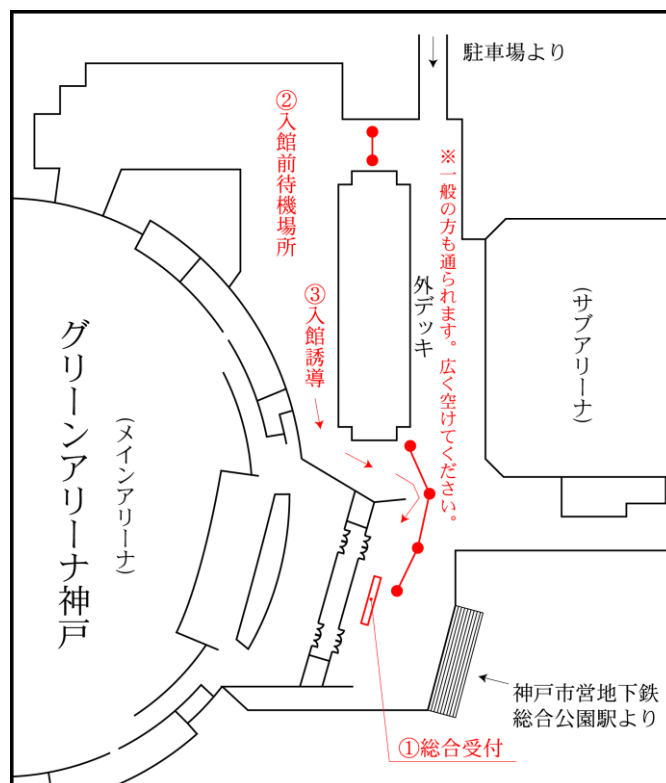 駐車場より
②入館前待機場所
※一般の方も通られます。広く空けてください。
外デッキ
③入館誘導
(サブアリーナ)
グリーンアリーナ神戸
(メインアリーナ)
神戸市営地下鉄
総合公園駅より
①総合受付